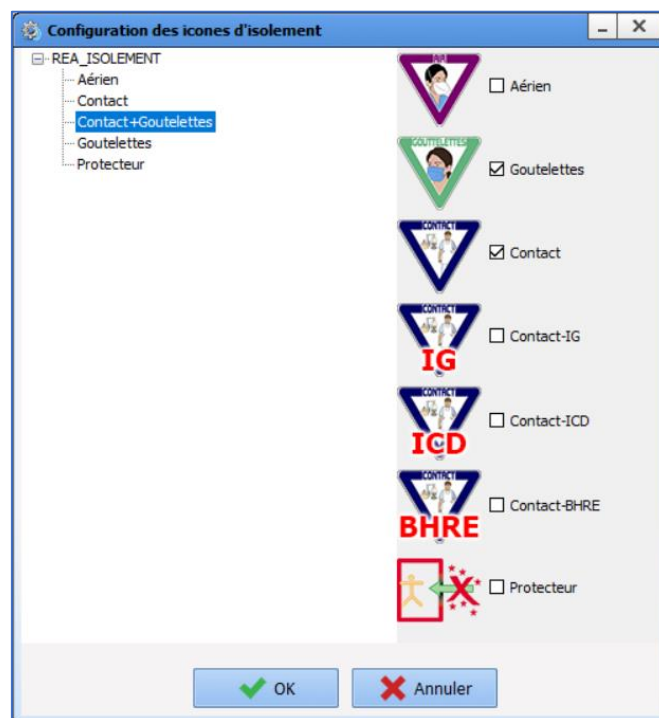 Configuration des icones d'isolement
REA_ISOLEMENT
Aérien
Contact
Contact+Goutelettes
Goutelettes
Protecteur
AIR
Aérien
GOUTTELETTES
Goutelettes
CONTACT
Contact
CONTACT
IG
Contact-IG
CONTACT
ICD
Contact-ICD
CONTACT
BHRE
Contact-BHRE
Protecteur
OK
Annuler